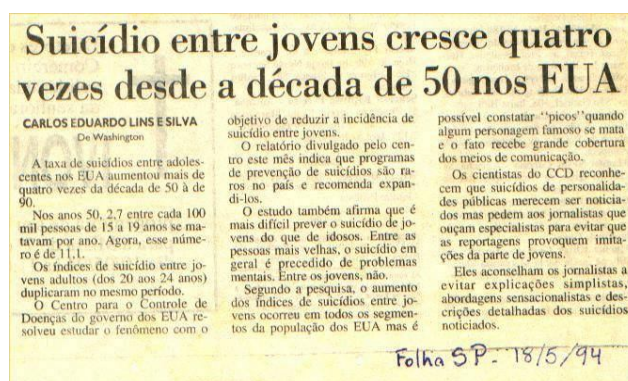 Suicídio entre jovens cresce quatro
vezes desde a década de 50 nos EUA
CARLOS EDUARDO LINS E SILVA
De Washington
A taxa de suicídios entre adoles-
centes nos EUA aumentou mais de
quatro vezes da década de 50 à de
90.
Nos anos 50, 2,7 entre cada 100
mil pessoas de 15 a 19 anos se ma-
tavam por ano. Agora, esse núme-
ro é de 11,1.
Os índices de suicídio entre jo-
vens adultos (dos 20 aos 24 anos)
duplicaram no mesmo período.
O Centro para o Controle de
Doenças do governo dos EUA re-
solveu estudar o fenômeno com o
objetivo de reduzir a incidência de
suicídio entre jovens.
O relatório divulgado pelo cen-
tro este mês indica que programas
de prevenção de suicídios são ra-
ros no país e recomenda expan-
di-los.
O estudo também afirma que é
mais difícil prever o suicídio de jo-
vens do que de idosos. Entre as
pessoas mais velhas, o suicídio em
geral é precedido de problemas
mentais. Entre os jovens, não.
Segundo a pesquisa, o aumento
dos índices de suicídios entre jo-
vens ocorreu em todos os segmen-
tos da população dos EUA mas é
possível constatar "picos" quando
algum personagem famoso se mata
e o fato recebe grande cobertura
dos meios de comunicação.
Os cientistas do CCD reconhe-
cem que suicídios de personalida-
des públicas merecem ser noticia-
dos mas pedem aos jornalistas que
ouçam especialistas para evitar que
as reportagens provoquem imita-
ções da parte de jovens.
Eles aconselham os jornalistas a
evitar explicações simplistas,
abordagens sensacionalistas e des-
crições detalhadas dos suicídios
noticiados.
Folha SP - 18/5/94